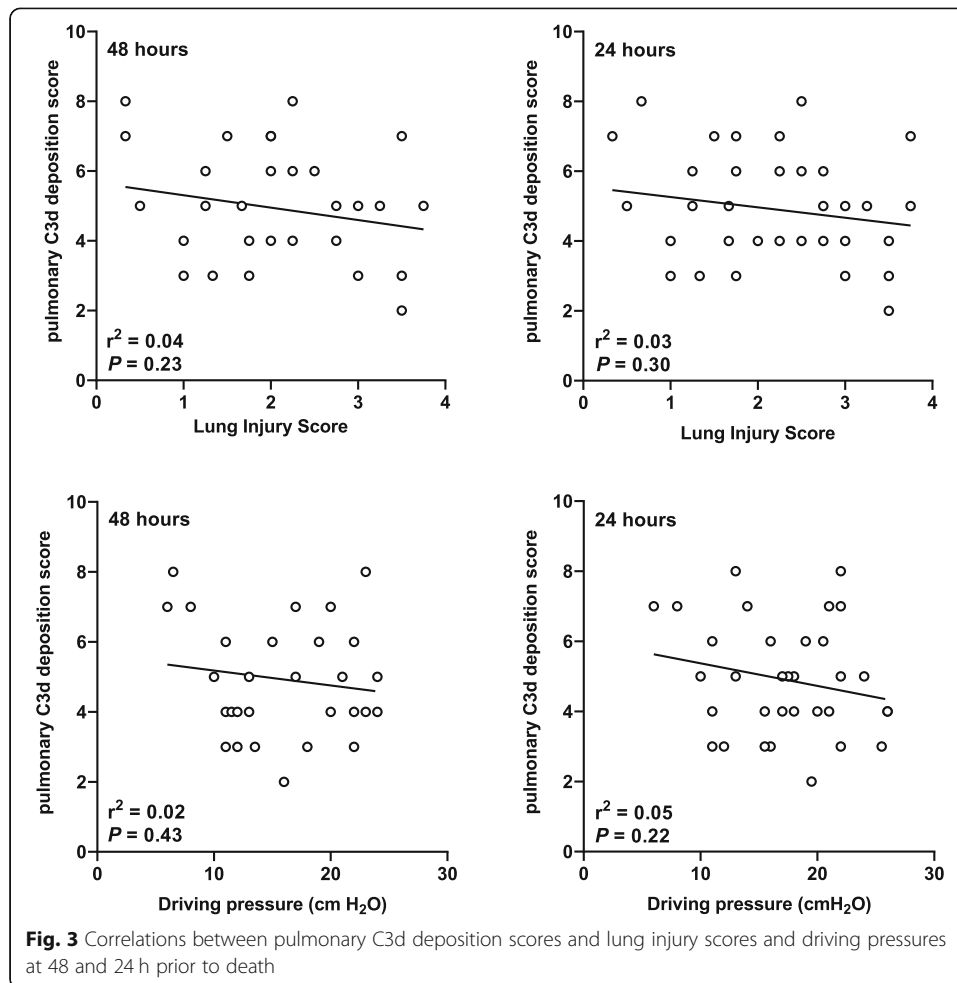 10
8
6
4
2
0
pulmonary C3d deposition score
48 hours
r² = 0.04
P = 0.23
0 1 2 3 4
Lung Injury Score
10
8
6
4
2
0
pulmonary C3d deposition score
24 hours
r² = 0.03
P = 0.30
0 1 2 3 4
Lung Injury Score
10
8
6
4
2
0
pulmonary C3d deposition score
48 hours
r² = 0.02
P = 0.43
0 10 20 30
Driving pressure (cm H₂O)
10
8
6
4
2
0
pulmonary C3d deposition score
24 hours
r² = 0.05
P = 0.22
0 10 20 30
Driving pressure (cmH₂O)
Fig. 3 Correlations between pulmonary C3d deposition scores and lung injury scores and driving pressures
at 48 and 24 h prior to death